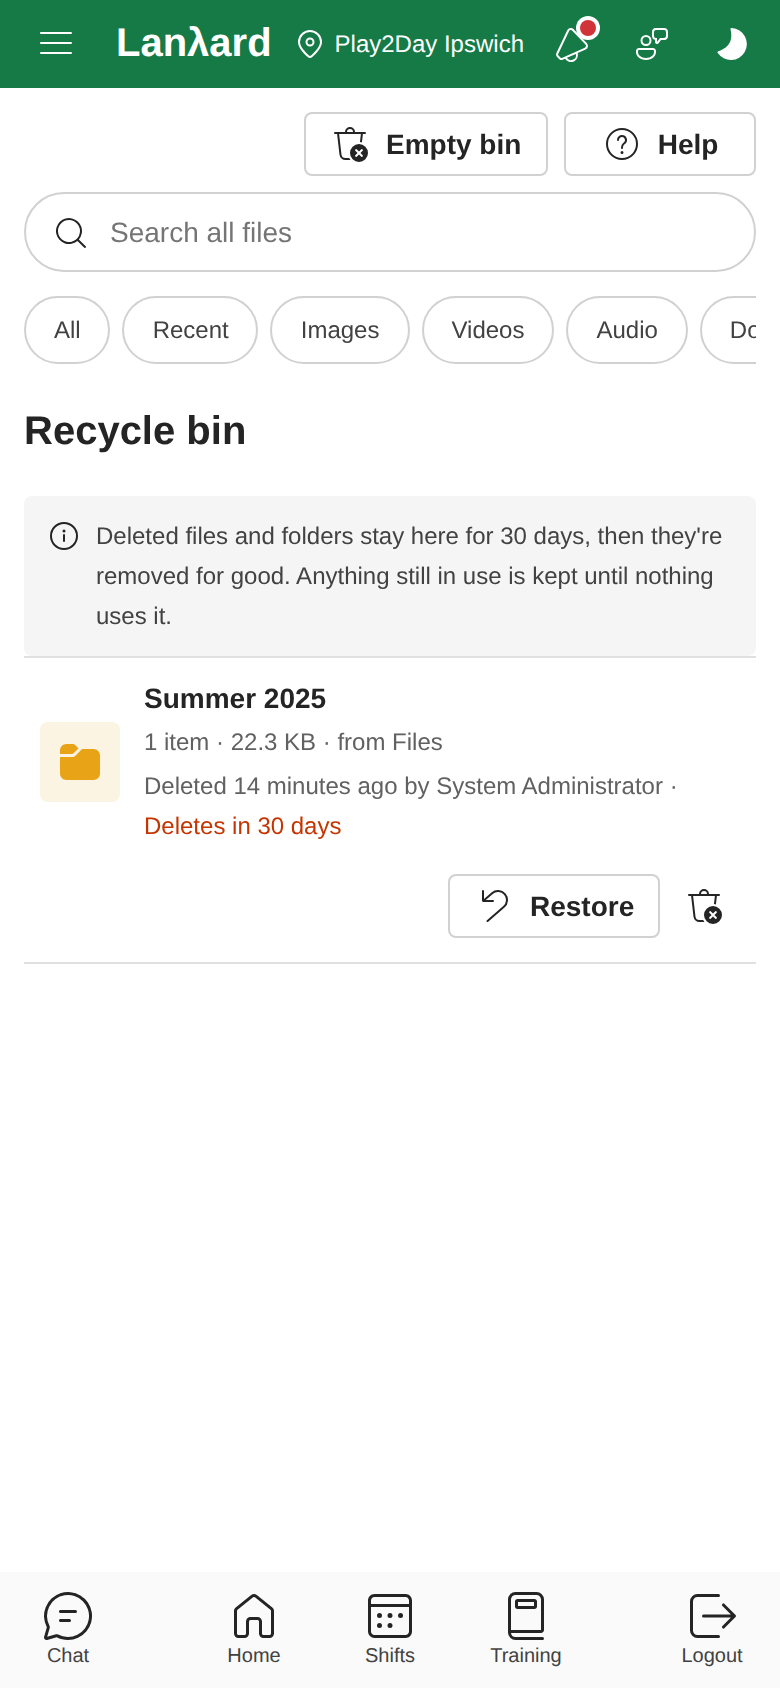 Lanλard
Play2Day Ipswich
Empty bin
Help
Search all files
All
Recent
Images
Videos
Audio
Do
Recycle bin
Deleted files and folders stay here for 30 days, then they're
removed for good. Anything still in use is kept until nothing
uses it.
Summer 2025
1 item · 22.3 KB · from Files
Deleted 14 minutes ago by System Administrator ·
Deletes in 30 days
Restore
Chat
Home
Shifts
Training
Logout